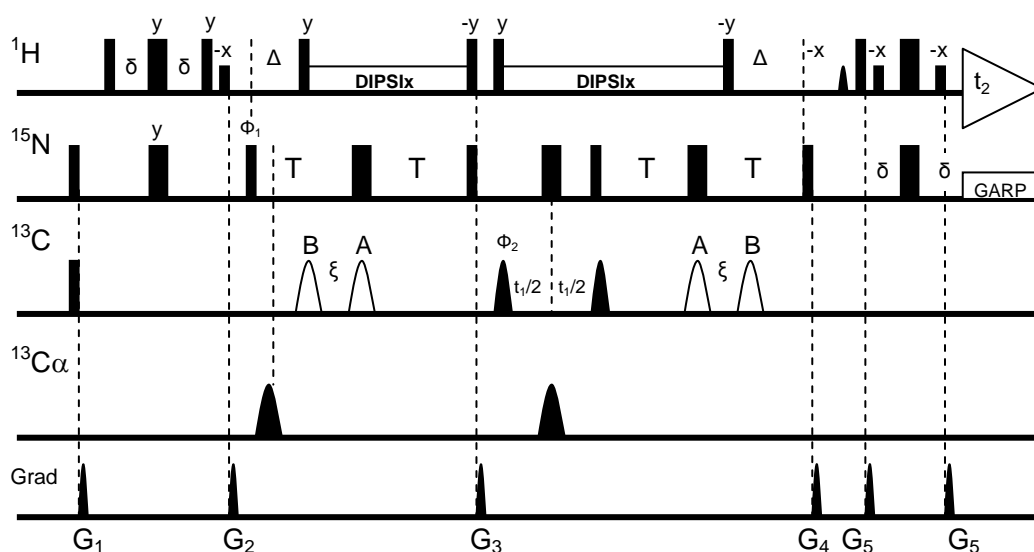 y y y -y y -y
¹H δ δ -x Δ DIPSIx DIPSIx Δ -x -x -x t₂
y Φ₁
¹⁵N T T T T δ δ GARP
¹³C B ξ A Φ₂ t₁/2 t₁/2 A ξ B
¹³Cα
Grad
G₁ G₂ G₃ G₄ G₅ G₅